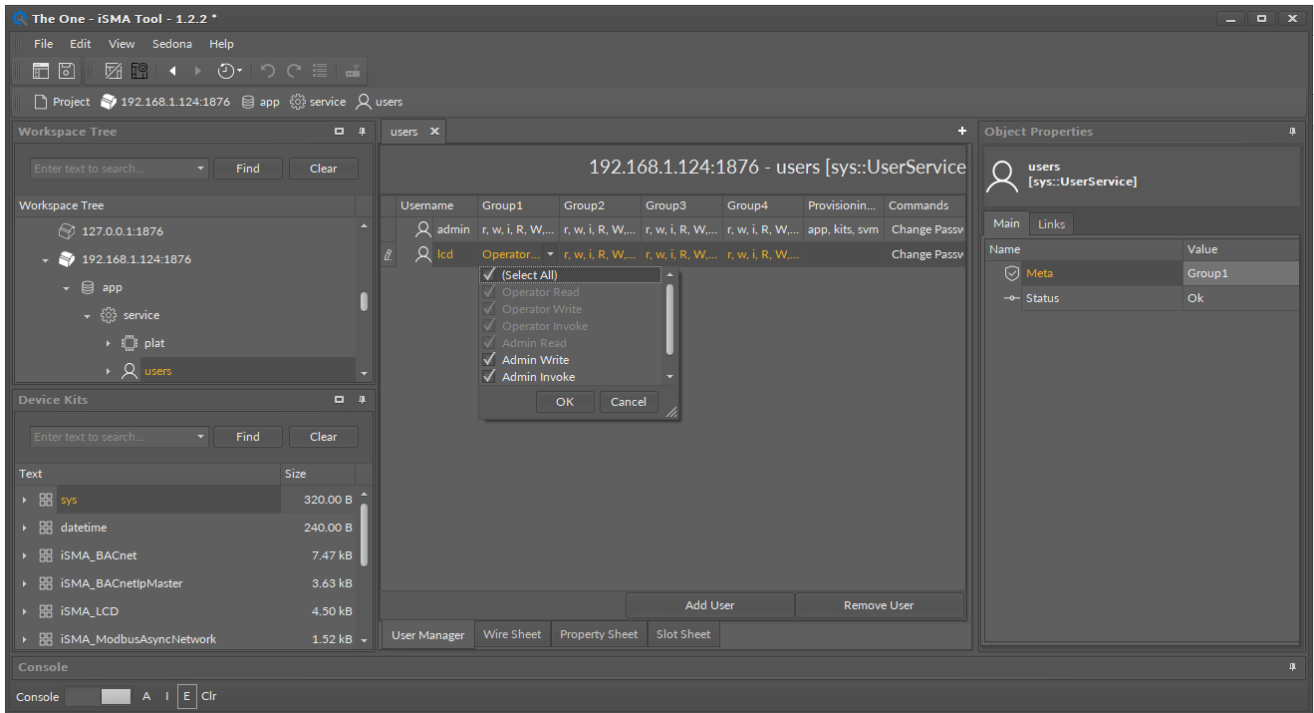 The One - iSMA Tool - 1.2.2 *
File Edit View Sedona Help
Project 192.168.1.124:1876 app service users
Workspace Tree
Enter text to search... Find Clear
Workspace Tree
127.0.0.1:1876
192.168.1.124:1876
app
service
plat
users
Device Kits
Enter text to search... Find Clear
Text Size
sys 320.00 B
datetime 240.00 B
iSMA_BACnet 7.47 kB
iSMA_BACnetIpMaster 3.63 kB
iSMA_LCD 4.50 kB
iSMA_ModbusAsyncNetwork 1.52 kB
users
192.168.1.124:1876 - users [sys::UserService
Username Group1 Group2 Group3 Group4 Provisionin... Commands
admin r, w, i, R, W,... r, w, i, R, W,... r, w, i, R, W,... r, w, i, R, W,... app, kits, svm Change Passw
lcd Operator... r, w, i, R, W,... r, w, i, R, W,... r, w, i, R, W,... Change Passw
(Select All)
Operator Read
Operator Write
Operator Invoke
Admin Read
Admin Write
Admin Invoke
OK Cancel
Add User Remove User
User Manager Wire Sheet Property Sheet Slot Sheet
Object Properties
users
[sys::UserService]
Main Links
Name Value
Meta Group1
Status Ok
Console
Console A I E Clr